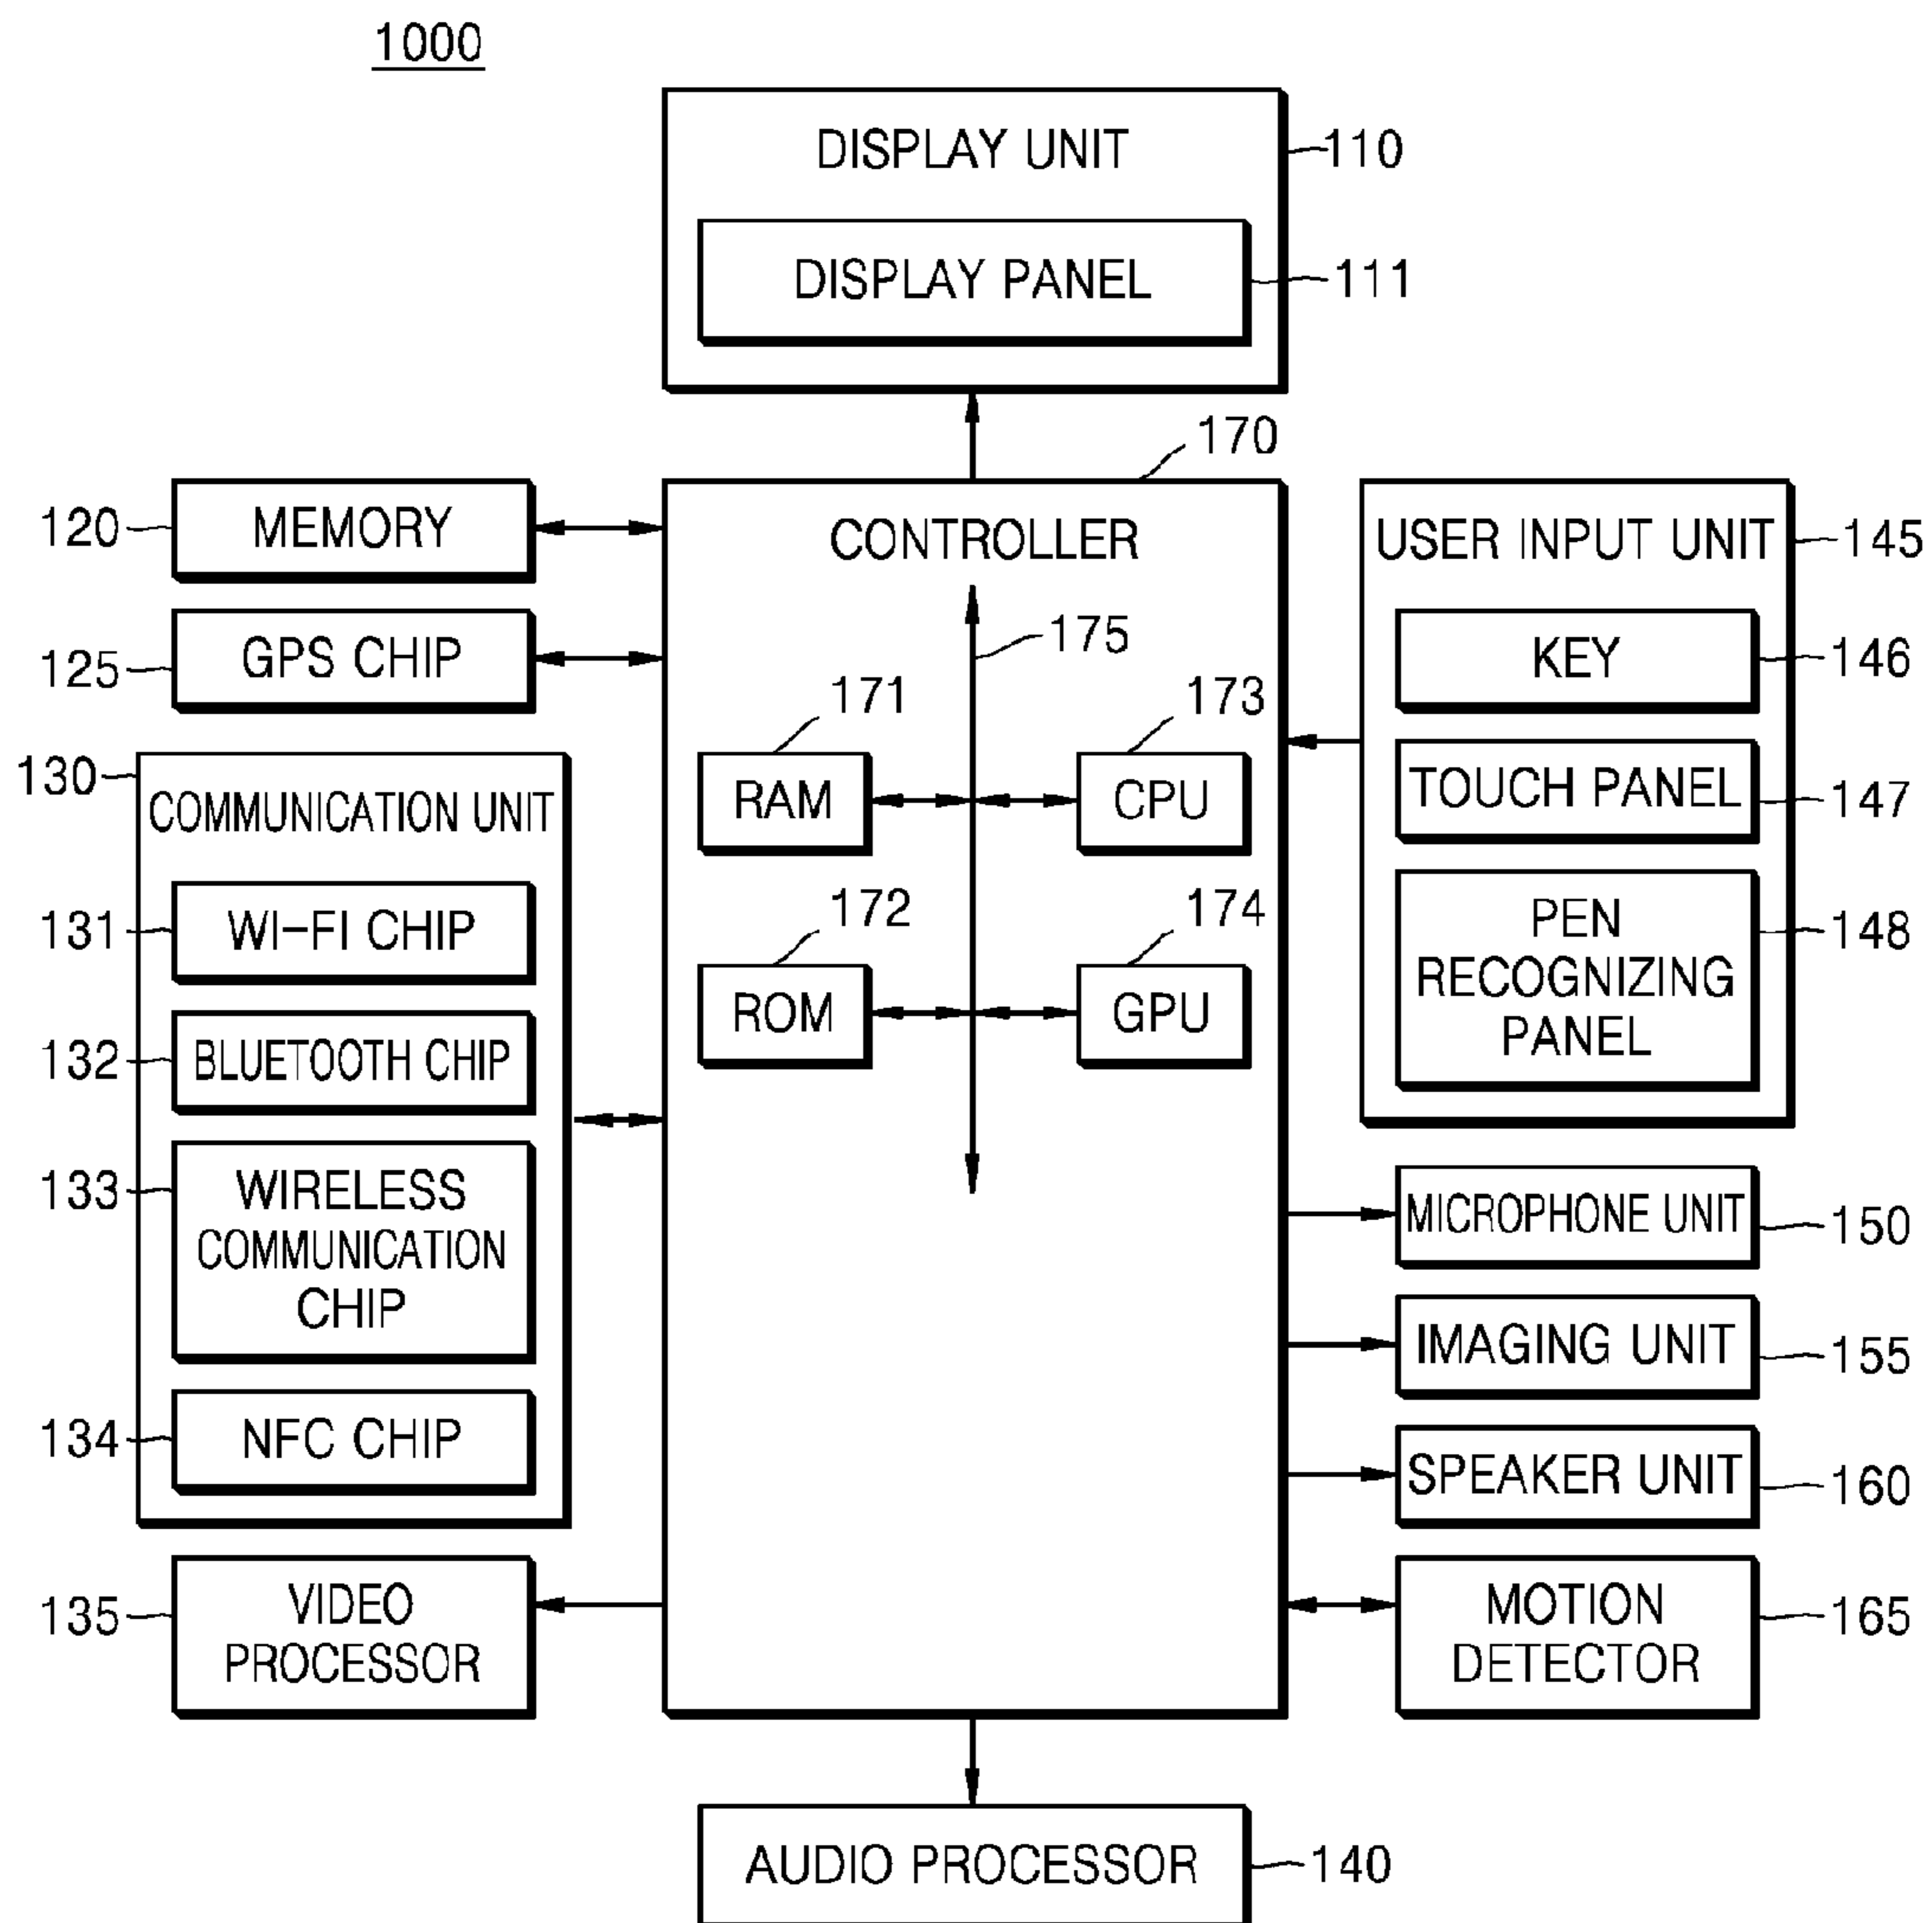 1000
DISPLAY UNIT
110
DISPLAY PANEL
111
170
MEMORY
120
GPS CHIP
125
130
COMMUNICATION UNIT
WI-FI CHIP
131
BLUETOOTH CHIP
132
WIRELESS
COMMUNICATION
CHIP
133
NFC CHIP
134
VIDEO
PROCESSOR
135
CONTROLLER
175
171
RAM
173
CPU
172
ROM
174
GPU
USER INPUT UNIT
145
KEY
146
TOUCH PANEL
147
PEN
RECOGNIZING
PANEL
148
MICROPHONE UNIT
150
IMAGING UNIT
155
SPEAKER UNIT
160
MOTION
DETECTOR
165
AUDIO PROCESSOR
140